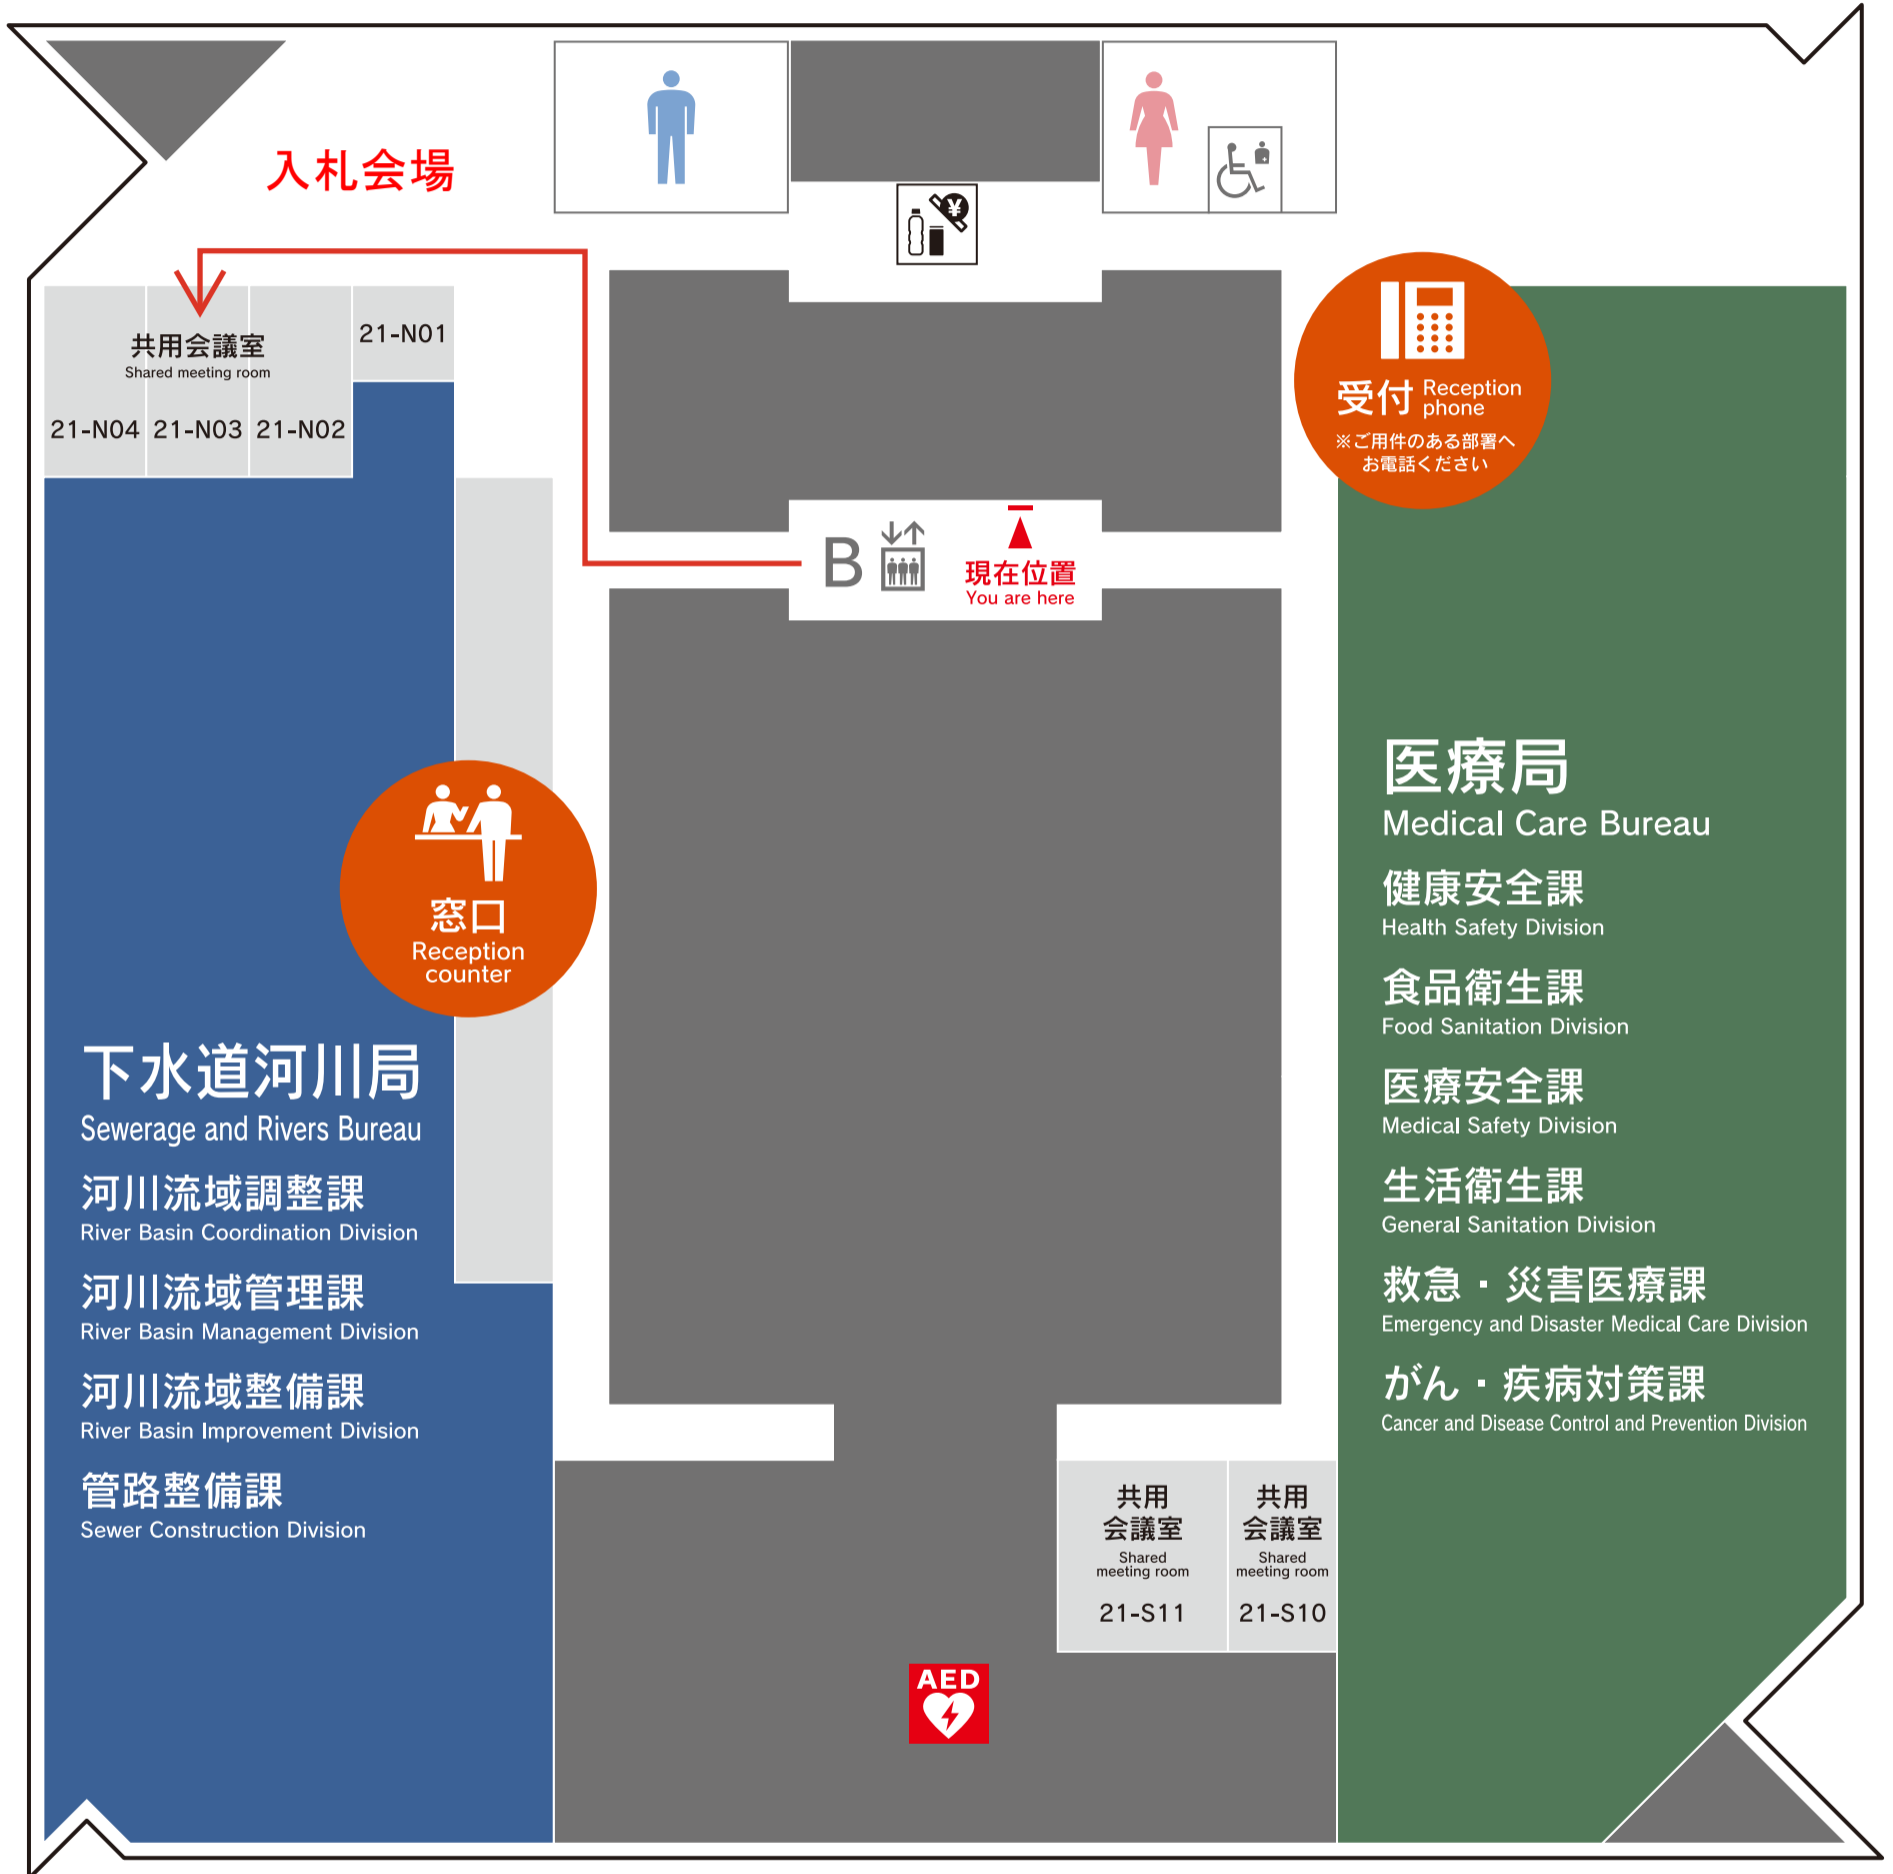 入札会場
¥
共用会議室
Shared meeting room
21-N01
21-N04 21-N03 21-N02
受付 Reception phone
※ご用件のある部署へ
お電話ください
B
現在位置
You are here
窓口
Reception
counter
下水道河川局
Sewerage and Rivers Bureau
河川流域調整課
River Basin Coordination Division
河川流域管理課
River Basin Management Division
河川流域整備課
River Basin Improvement Division
管路整備課
Sewer Construction Division
医療局
Medical Care Bureau
健康安全課
Health Safety Division
食品衛生課
Food Sanitation Division
医療安全課
Medical Safety Division
生活衛生課
General Sanitation Division
救急・災害医療課
Emergency and Disaster Medical Care Division
がん・疾病対策課
Cancer and Disease Control and Prevention Division
共用
会議室
Shared
meeting room
21-S11
共用
会議室
Shared
meeting room
21-S10
AED